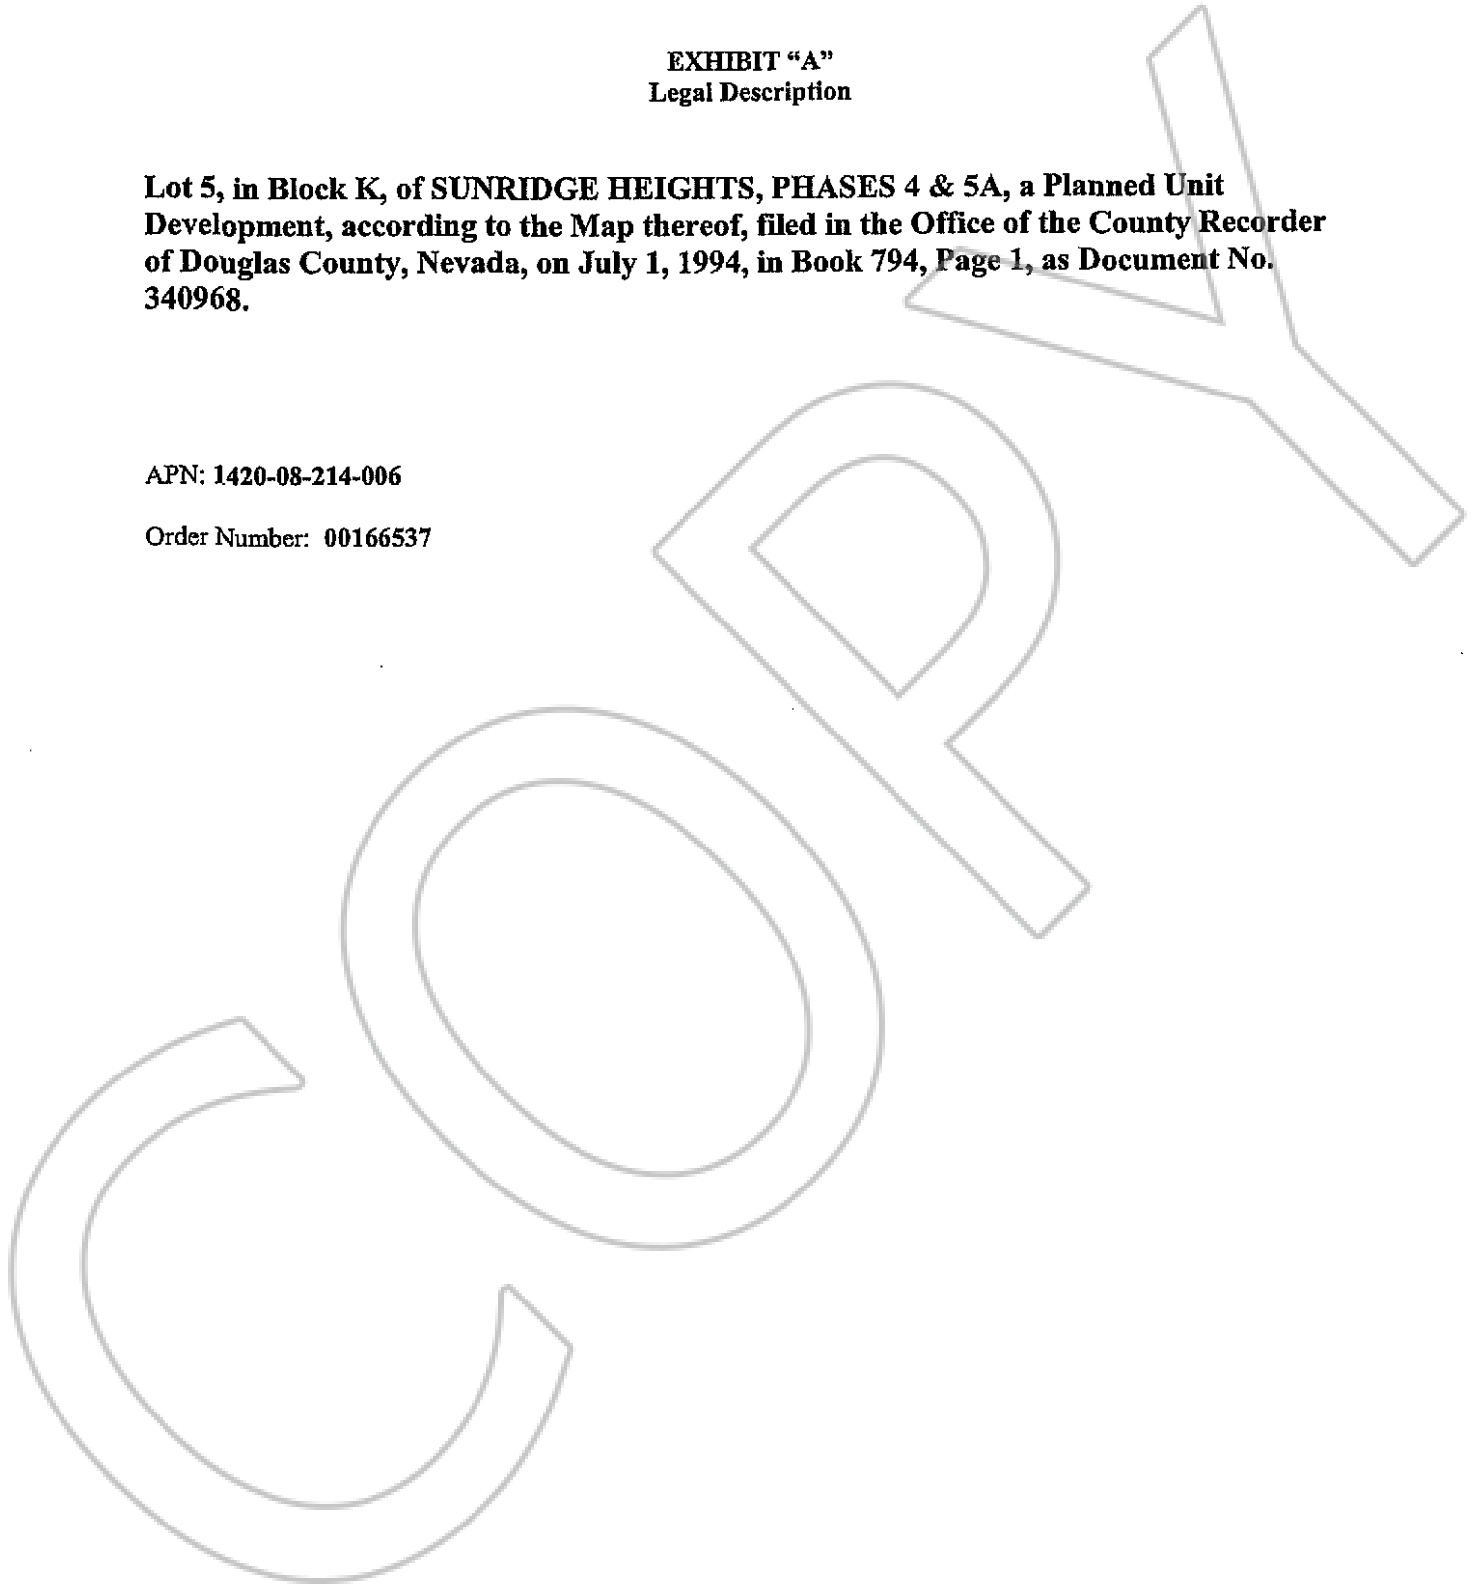 EXHIBIT “A”
Legal Description
Lot 5, in Block K, of SUNRIDGE HEIGHTS, PHASES 4 & 5A, a Planned Unit
Development, according to the Map thereof, filed in the Office of the County Recorder
of Douglas County, Nevada, on July 1, 1994, in Book 794, Page 1, as Document No.
340968.
APN: 1420-08-214-006
Order Number: 00166537
COPY